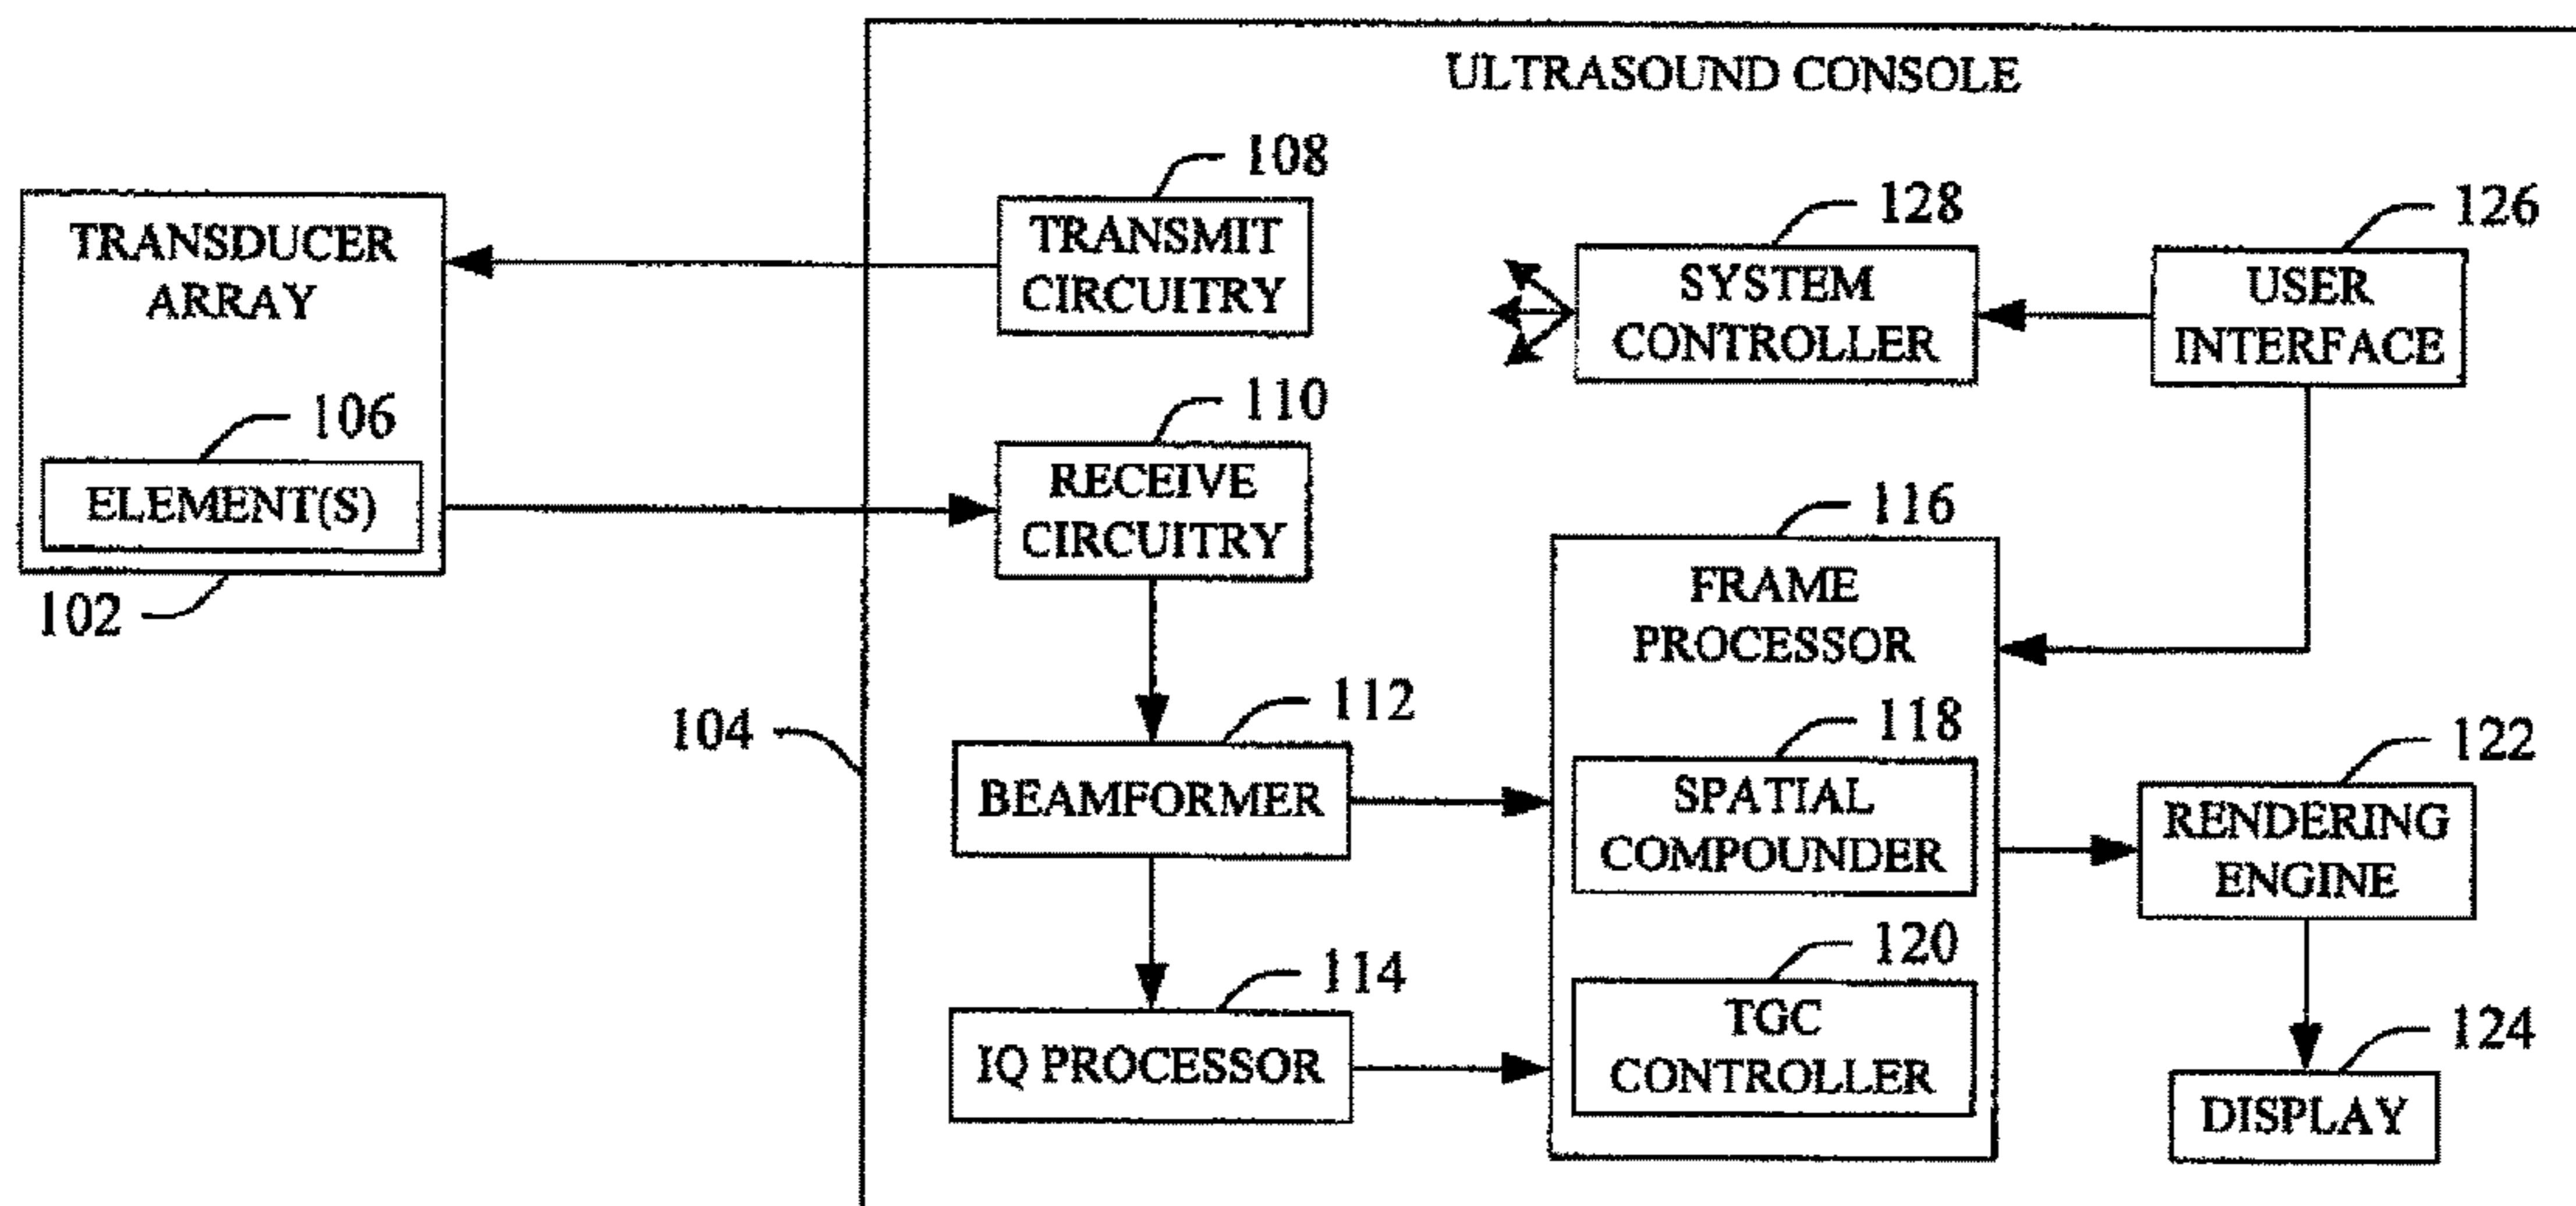 ULTRASOUND CONSOLE
108
TRANSMIT
CIRCUITRY
128
SYSTEM
CONTROLLER
126
USER
INTERFACE
TRANSDUCER
ARRAY
106
ELEMENT(S)
102
110
RECEIVE
CIRCUITRY
104
112
BEAMFORMER
114
IQ PROCESSOR
116
FRAME
PROCESSOR
118
SPATIAL
COMPOUNDER
120
TGC
CONTROLLER
122
RENDERING
ENGINE
124
DISPLAY